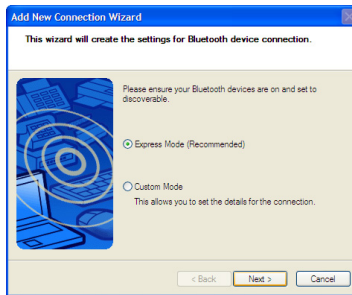 Add New Connection Wizard
This wizard will create the settings for Bluetooth device connection.
Please ensure your Bluetooth devices are on and set to
discoverable.
Express Mode (Recommended)
Custom Mode
This allows you to set the details for the connection.
< Back
Next >
Cancel